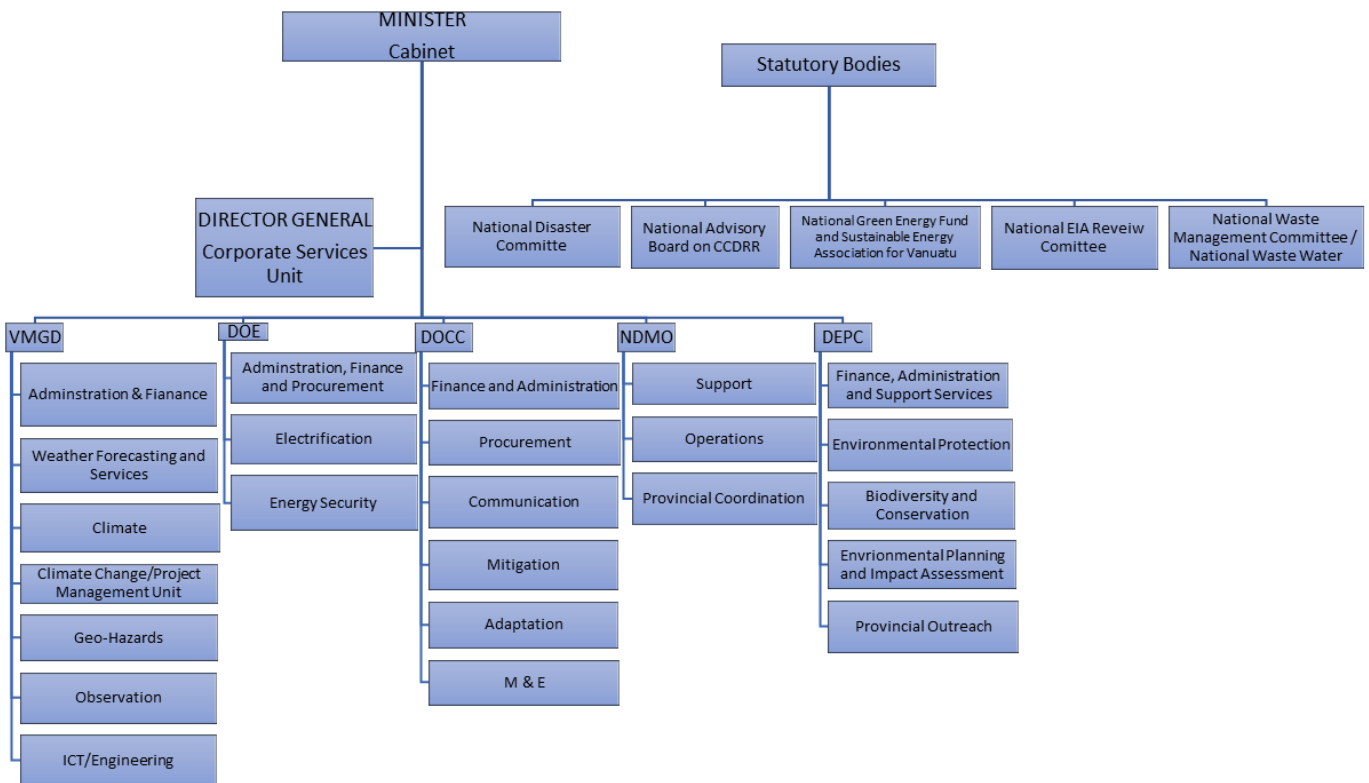 MINISTER
Cabinet
Statutory Bodies
DIRECTOR GENERAL
Corporate Services
Unit
National Disaster
Committe
National Advisory
Board on CCDRR
National Green Energy Fund
and Sustainable Energy
Association for Vanuatu
National EIA Reveiw
Comittee
National Waste
Management Committee /
National Waste Water
VMGD
Adminstration & Fianance
Weather Forecasting and
Services
Climate
Climate Change/Project
Management Unit
Geo-Hazards
Observation
ICT/Engineering
DOE
Adminstration, Finance
and Procurement
Electrification
Energy Security
DOCC
Finance and Administration
Procurement
Communication
Mitigation
Adaptation
M & E
NDMO
Support
Operations
Provincial Coordination
DEPC
Finance, Administration
and Support Services
Environmental Protection
Biodiversity and
Conservation
Envrionmental Planning
and Impact Assessment
Provincial Outreach